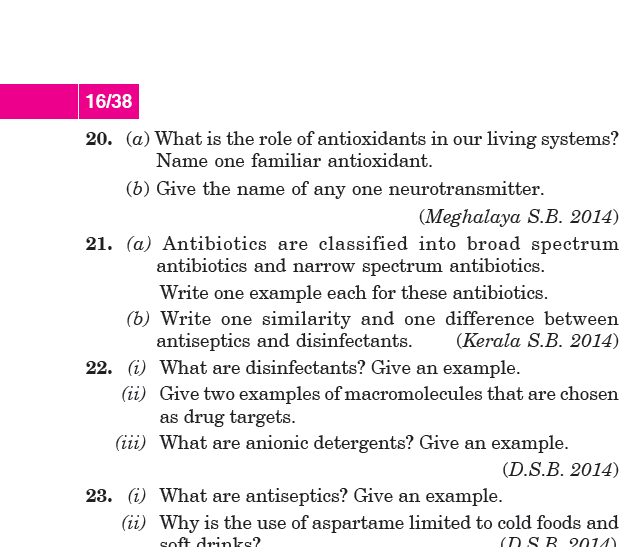 16/38
20. (a) What is the role of antioxidants in our living systems?
Name one familiar antioxidant.
(b) Give the name of any one neurotransmitter.
(Meghalaya S.B. 2014)
21. (a) Antibiotics are classified into broad spectrum
antibiotics and narrow spectrum antibiotics.
Write one example each for these antibiotics.
(b) Write one similarity and one difference between
antiseptics and disinfectants. (Kerala S.B. 2014)
22. (i) What are disinfectants? Give an example.
(ii) Give two examples of macromolecules that are chosen
as drug targets.
(iii) What are anionic detergents? Give an example.
(D.S.B. 2014)
23. (i) What are antiseptics? Give an example.
(ii) Why is the use of aspartame limited to cold foods and
soft drinks? (D.S.B. 2014)